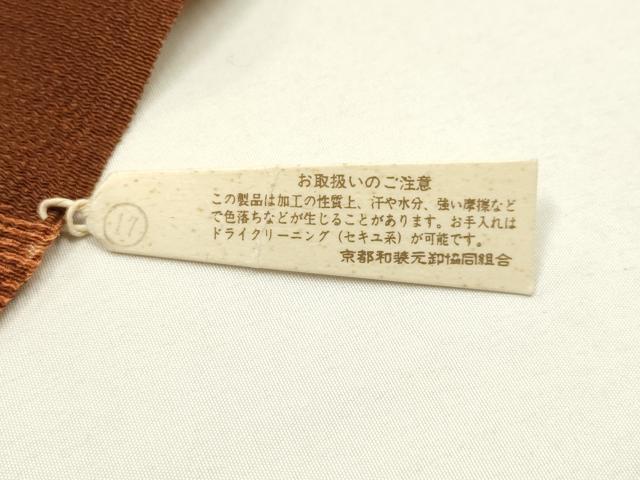 お取扱いのご注意
この製品は加工の性質上、汗や水分、強い摩擦など
で色落ちなどが生じることがあります。お手入れは
ドライクリーニング（セキユ系）が可能です。
京都和装元卸協同組合
17